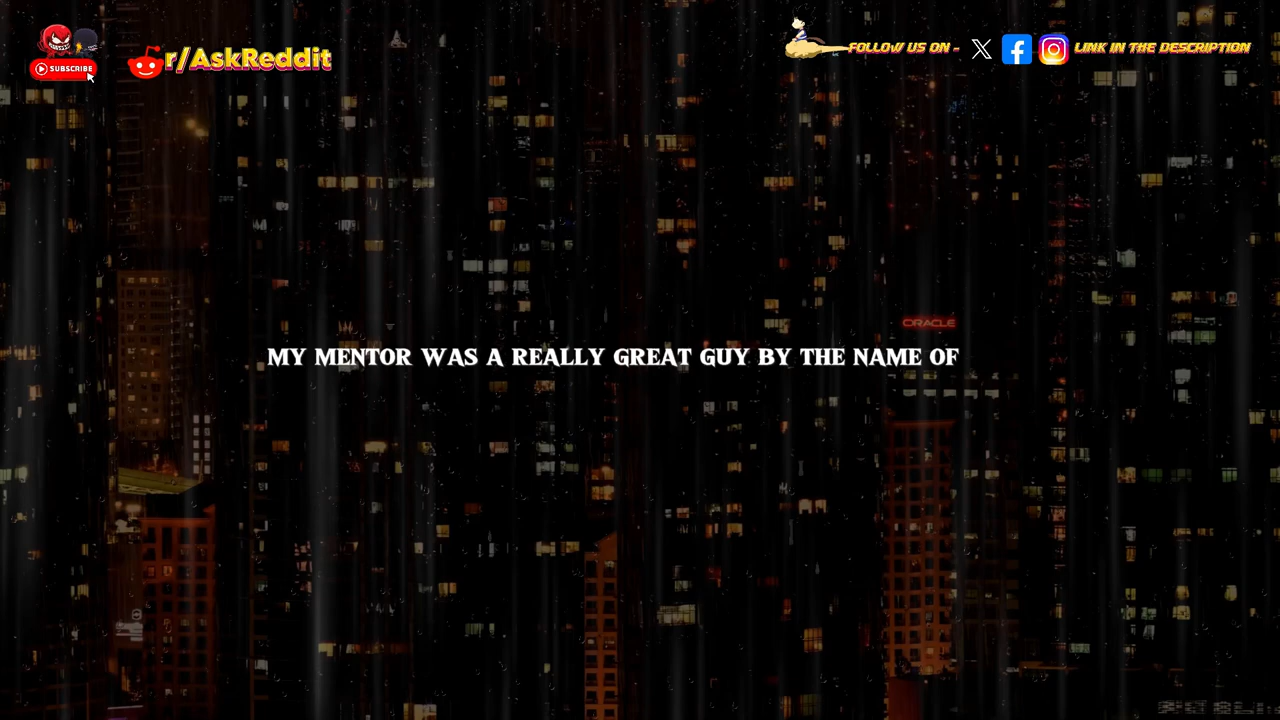 SUBSCRIBE
r/AskReddit
FOLLOW US ON -
LINK IN THE DESCRIPTION
ORACLE
MY MENTOR WAS A REALLY GREAT GUY BY THE NAME OF